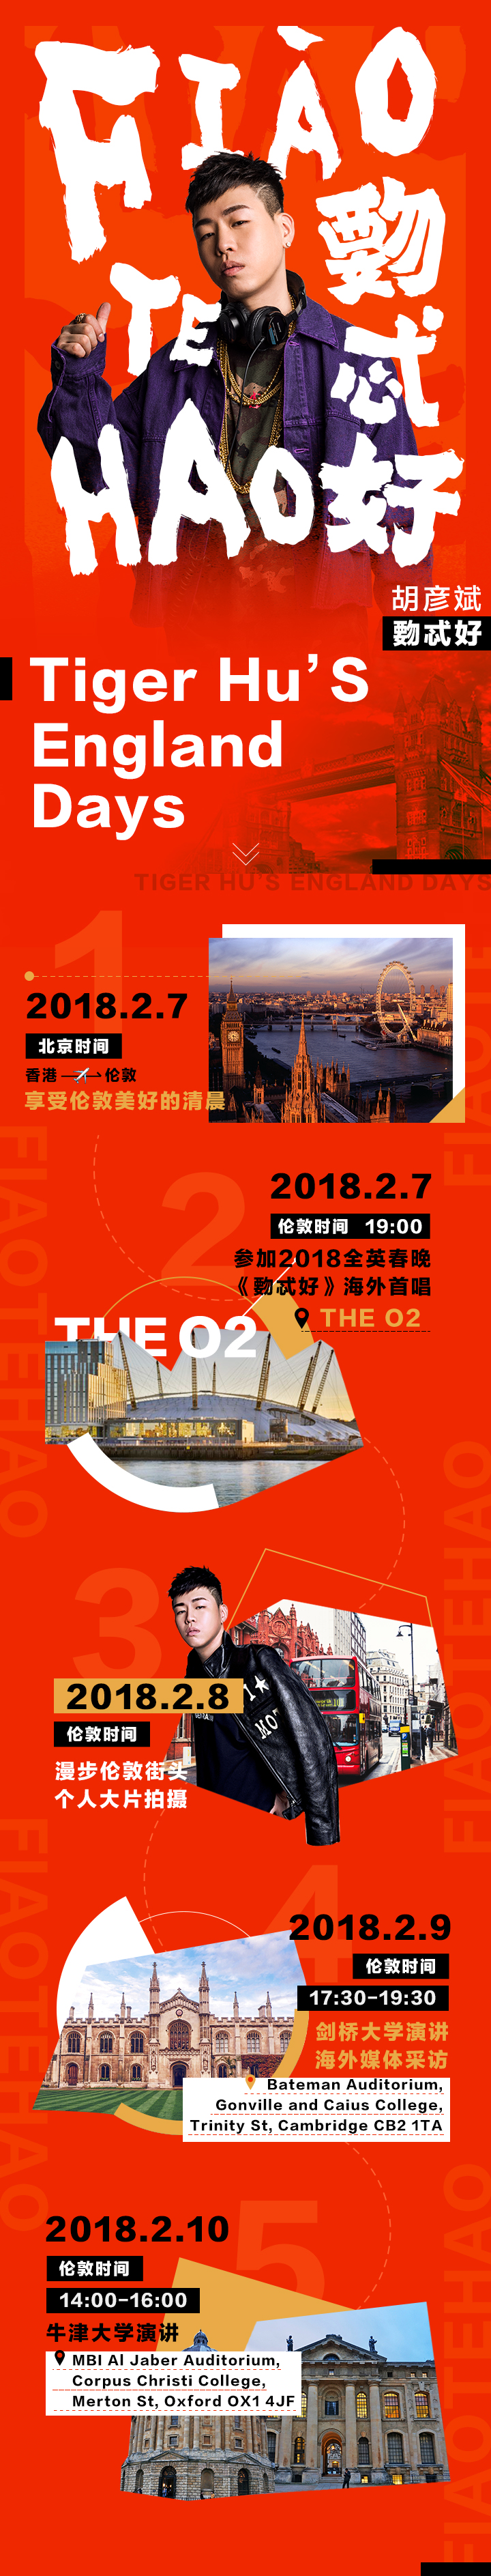 FIÀO
TE
HAO
覅
忒
好
胡彦斌
覅忒好
Tiger Hu'S
England
Days
TIGER HU'S ENGLAND DAYS
1
2018.2.7
北京时间
香港 伦敦
享受伦敦美好的清晨
FIAOTEHAO
2
2018.2.7
伦敦时间 19:00
参加2018全英春晚
《覅忒好》海外首唱
THE O2
THE O2
FIAOTEHAO
3
2018.2.8
伦敦时间
漫步伦敦街头
个人大片拍摄
FIAOTEHAO
4
2018.2.9
伦敦时间
17:30-19:30
剑桥大学演讲
海外媒体采访
Bateman Auditorium,
Gonville and Caius College,
Trinity St, Cambridge CB2 1TA
FIAOTEHAO
5
2018.2.10
伦敦时间
14:00-16:00
牛津大学演讲
MBI Al Jaber Auditorium,
Corpus Christi College,
Merton St, Oxford OX1 4JF
FIAOTEHAO